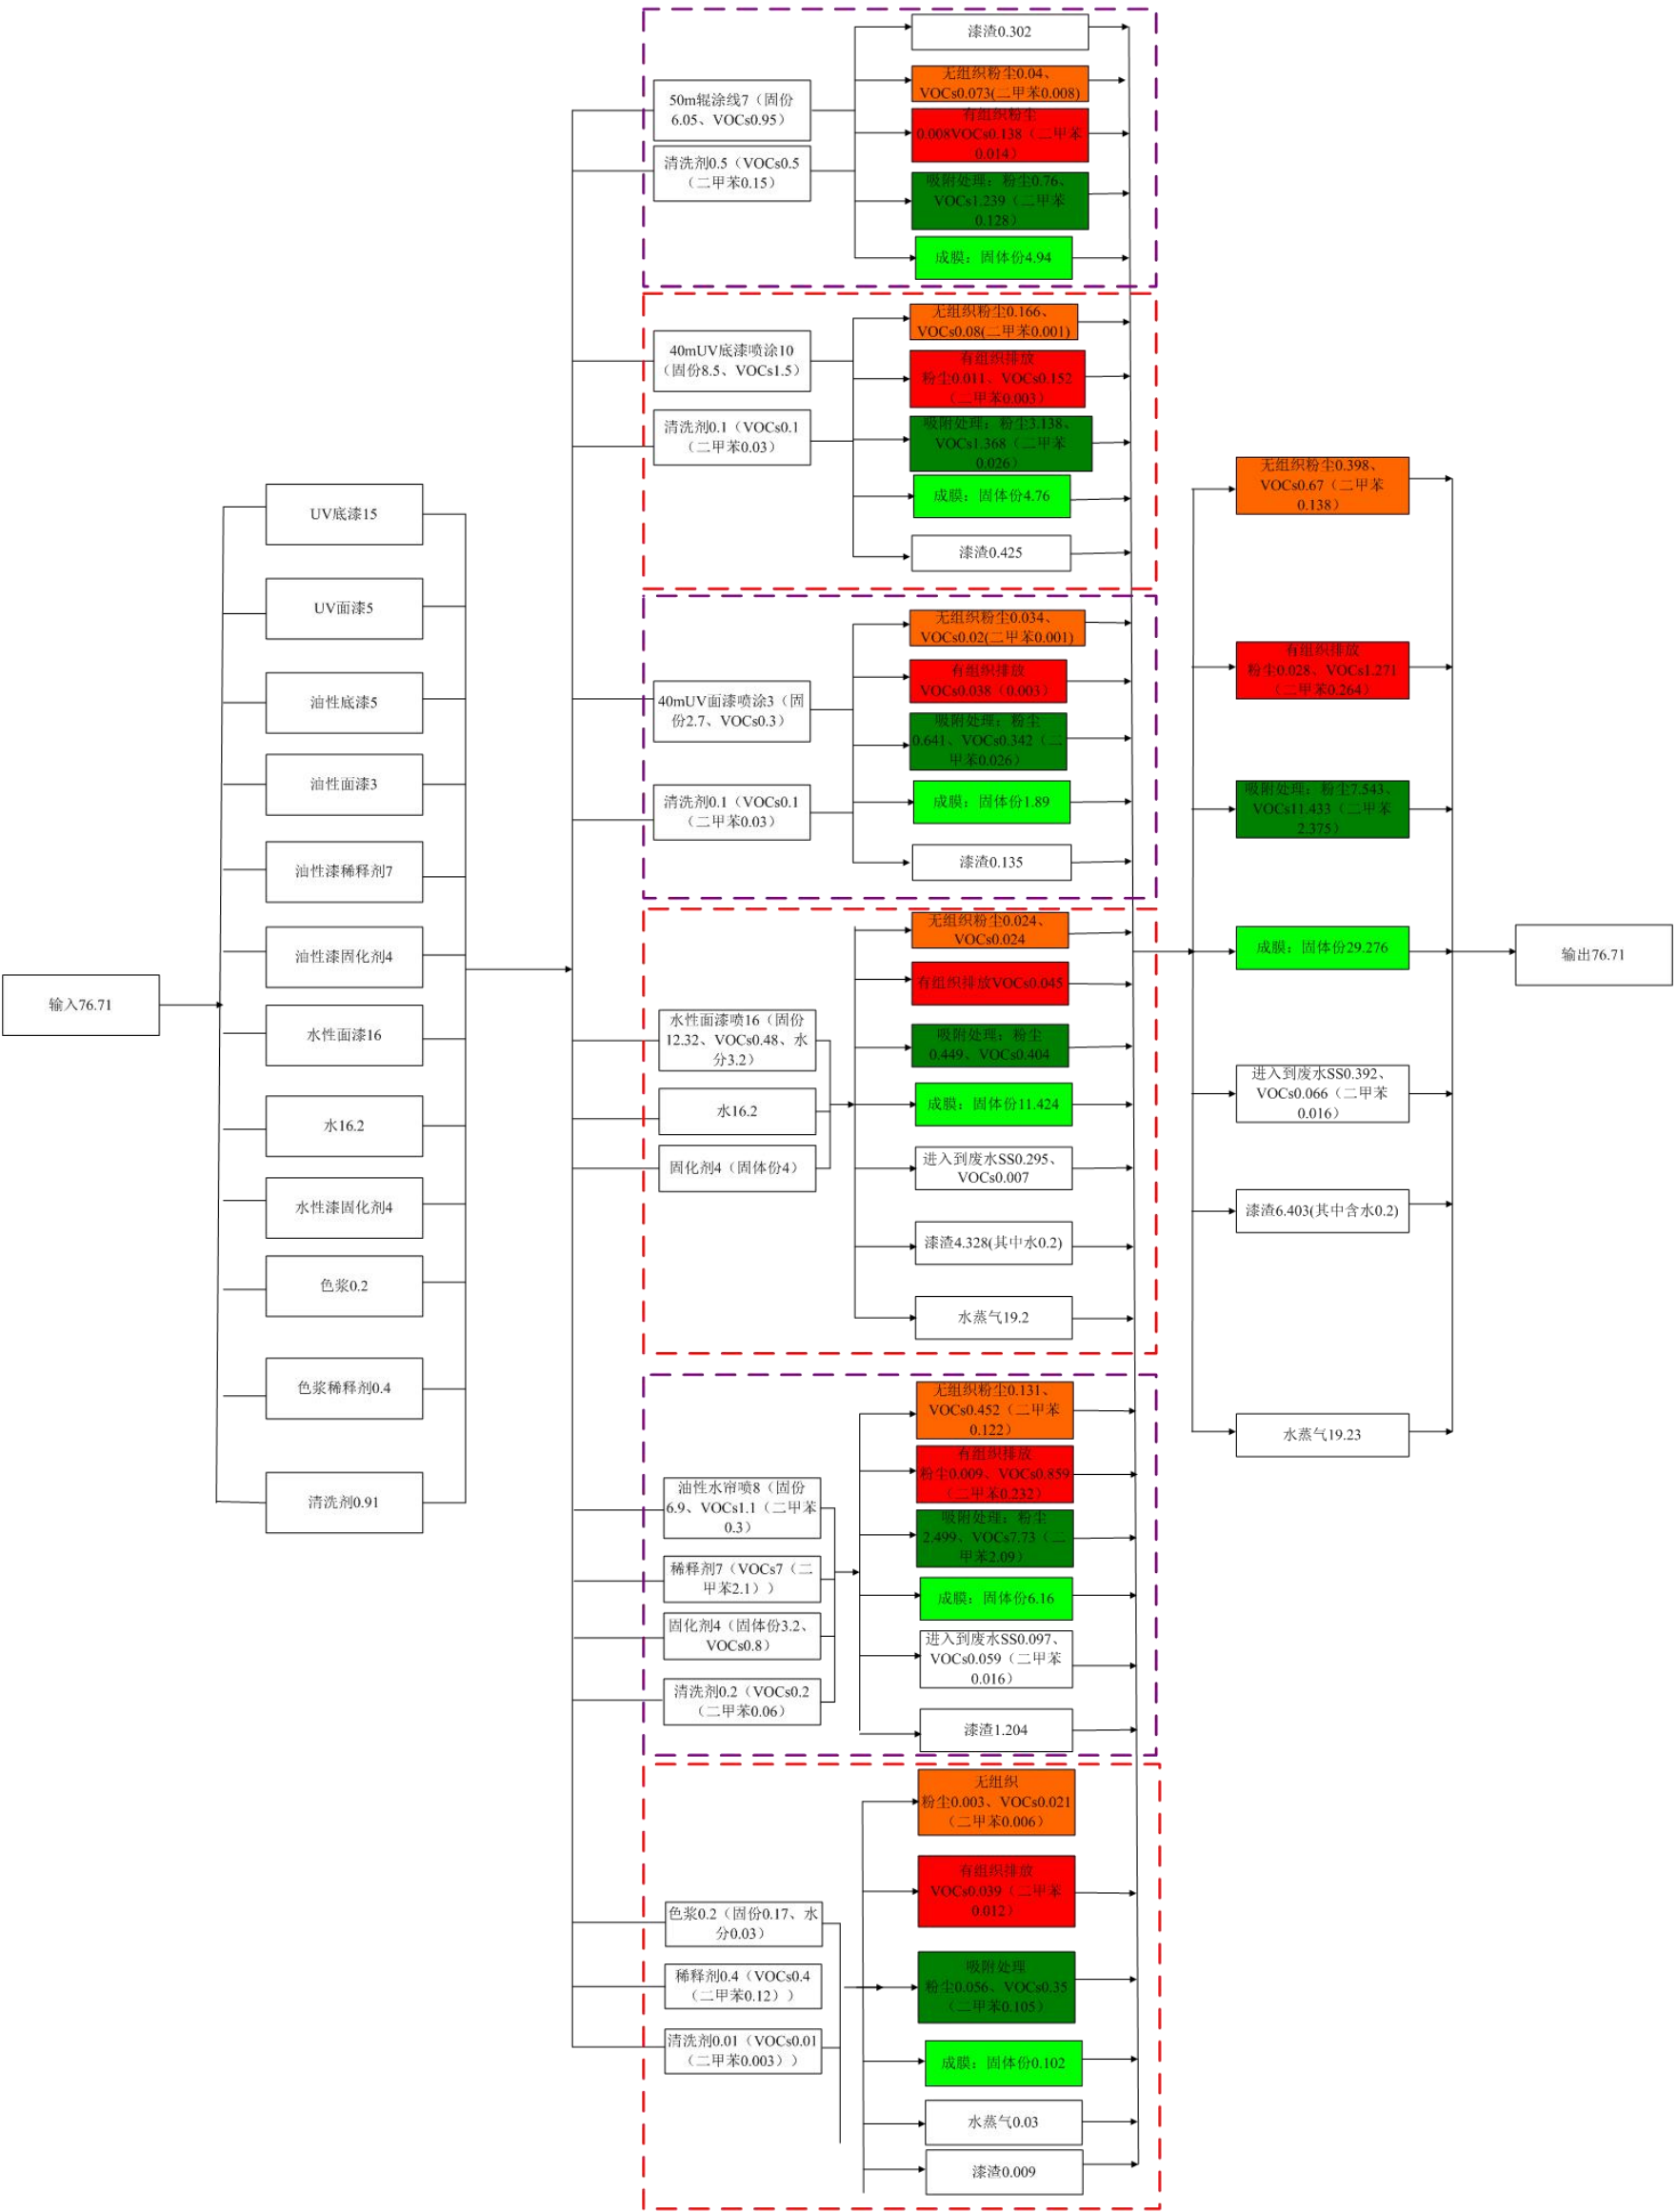 输入76.71
UV底漆15
UV面漆5
油性底漆5
油性面漆3
油性漆稀释剂7
油性漆固化剂4
水性面漆16
水16.2
水性漆固化剂4
色浆0.2
色浆稀释剂0.4
清洗剂0.91
50m辊涂线7（固份
6.05、VOCs0.95）
清洗剂0.5（VOCs0.5
（二甲苯0.15）
漆渣0.302
无组织粉尘0.04、
VOCs0.073(二甲苯0.008)
有组织粉尘
0.008VOCs0.138（二甲苯
0.014）
吸附处理：粉尘0.76、
VOCs1.239（二甲苯
0.128）
成膜：固体份4.94
40mUV底漆喷涂10
（固份8.5、VOCs1.5）
清洗剂0.1（VOCs0.1
（二甲苯0.03）
无组织粉尘0.166、
VOCs0.08(二甲苯0.001)
有组织排放
粉尘0.011、VOCs0.152
（二甲苯0.003）
吸附处理：粉尘3.138、
VOCs1.368（二甲苯
0.026）
成膜：固体份4.76
漆渣0.425
40mUV面漆喷涂3（固
份2.7、VOCs0.3）
清洗剂0.1（VOCs0.1
（二甲苯0.03）
无组织粉尘0.034、
VOCs0.02(二甲苯0.001)
有组织排放
VOCs0.038（0.003）
吸附处理：粉尘
0.641、VOCs0.342（二
甲苯0.026）
成膜：固体份1.89
漆渣0.135
水性面漆喷16（固份
12.32、VOCs0.48、水
分3.2）
水16.2
固化剂4（固体份4）
无组织粉尘0.024、
VOCs0.024
有组织排放VOCs0.045
吸附处理：粉尘
0.449、VOCs0.404
成膜：固体份11.424
进入到废水SS0.295、
VOCs0.007
漆渣4.328(其中水0.2)
水蒸气19.2
油性水帘喷8（固份
6.9、VOCs1.1（二甲苯
0.3）
稀释剂7（VOCs7（二
甲苯2.1））
固化剂4（固体份3.2、
VOCs0.8）
清洗剂0.2（VOCs0.2
（二甲苯0.06）
无组织粉尘0.131、
VOCs0.452（二甲苯
0.122）
有组织排放
粉尘0.009、VOCs0.859
（二甲苯0.232）
吸附处理：粉尘
2.499、VOCs7.73（二
甲苯2.09）
成膜：固体份6.16
进入到废水SS0.097、
VOCs0.059（二甲苯
0.016）
漆渣1.204
色浆0.2（固份0.17、水
分0.03）
稀释剂0.4（VOCs0.4
（二甲苯0.12））
清洗剂0.01（VOCs0.01
（二甲苯0.003））
无组织
粉尘0.003、VOCs0.021
（二甲苯0.006）
有组织排放
VOCs0.039（二甲苯
0.012）
吸附处理
粉尘0.056、VOCs0.35
（二甲苯0.105）
成膜：固体份0.102
水蒸气0.03
漆渣0.009
无组织粉尘0.398、
VOCs0.67（二甲苯
0.138）
有组织排放
粉尘0.028、VOCs1.271
（二甲苯0.264）
吸附处理：粉尘7.543、
VOCs11.433（二甲苯
2.375）
成膜：固体份29.276
进入到废水SS0.392、
VOCs0.066（二甲苯
0.016）
漆渣6.403(其中含水0.2)
水蒸气19.23
输出76.71